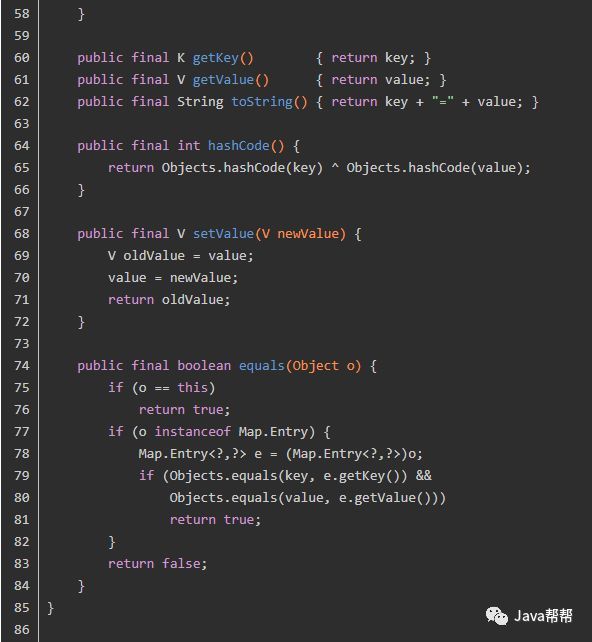 58     }
59
60     public final K getKey()        { return key; }
61     public final V getValue()      { return value; }
62     public final String toString() { return key + "=" + value; }
63
64     public final int hashCode() {
65         return Objects.hashCode(key) ^ Objects.hashCode(value);
66     }
67
68     public final V setValue(V newValue) {
69         V oldValue = value;
70         value = newValue;
71         return oldValue;
72     }
73
74     public final boolean equals(Object o) {
75         if (o == this)
76             return true;
77         if (o instanceof Map.Entry) {
78             Map.Entry<?,?> e = (Map.Entry<?,?>)o;
79             if (Objects.equals(key, e.getKey()) &&
80                 Objects.equals(value, e.getValue()))
81                 return true;
82         }
83         return false;
84     }
85 }
86
Java帮帮